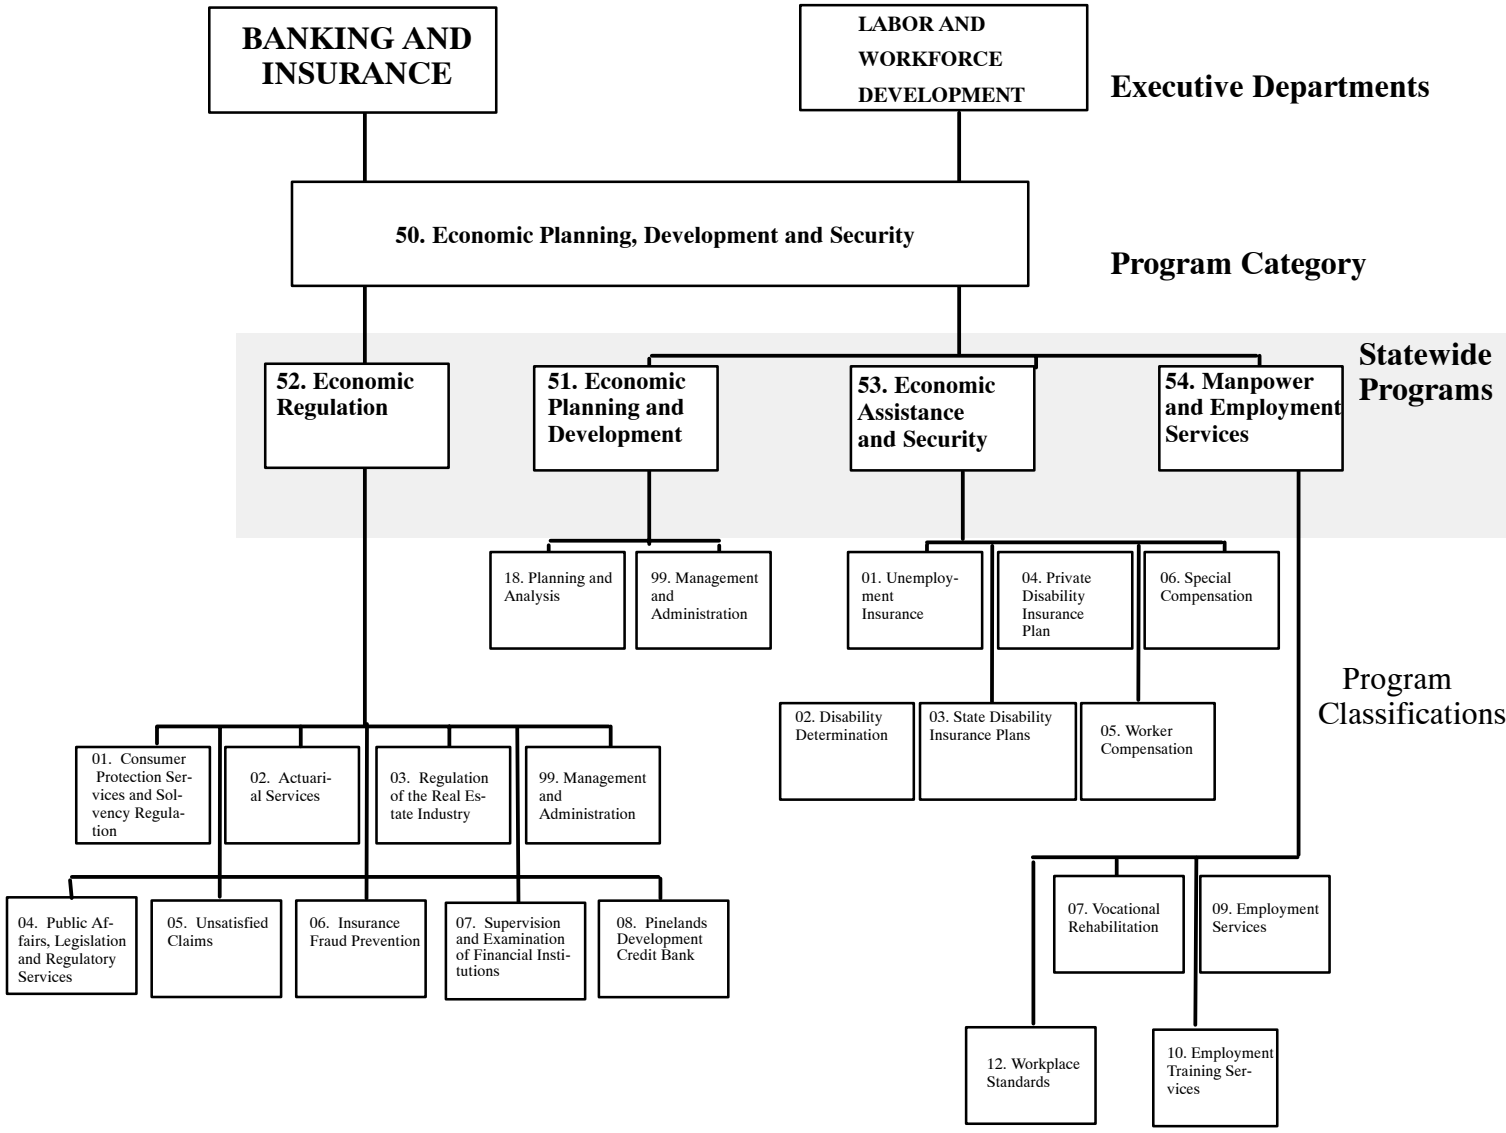 BANKING AND
INSURANCE
LABOR AND
WORKFORCE
DEVELOPMENT
Executive Departments
50. Economic Planning, Development and Security
Program Category
Statewide
Programs
52. Economic
Regulation
51. Economic
Planning and
Development
53. Economic
Assistance
and Security
54. Manpower
and Employment
Services
18. Planning and
Analysis
99. Management
and
Administration
01. Unemploy-
ment
Insurance
04. Private
Disability
Insurance
Plan
06. Special
Compensation
Program
Classifications
02. Disability
Determination
03. State Disability
Insurance Plans
05. Worker
Compensation
01. Consumer
Protection Ser-
vices and Sol-
vency Regula-
tion
02. Actuari-
al Services
03. Regulation
of the Real Es-
tate Industry
99. Management
and
Administration
04. Public Af-
fairs, Legislation
and Regulatory
Services
05. Unsatisfied
Claims
06. Insurance
Fraud Prevention
07. Supervision
and Examination
of Financial Insti-
tutions
08. Pinelands
Development
Credit Bank
07. Vocational
Rehabilitation
09. Employment
Services
12. Workplace
Standards
10. Employment
Training Ser-
vices